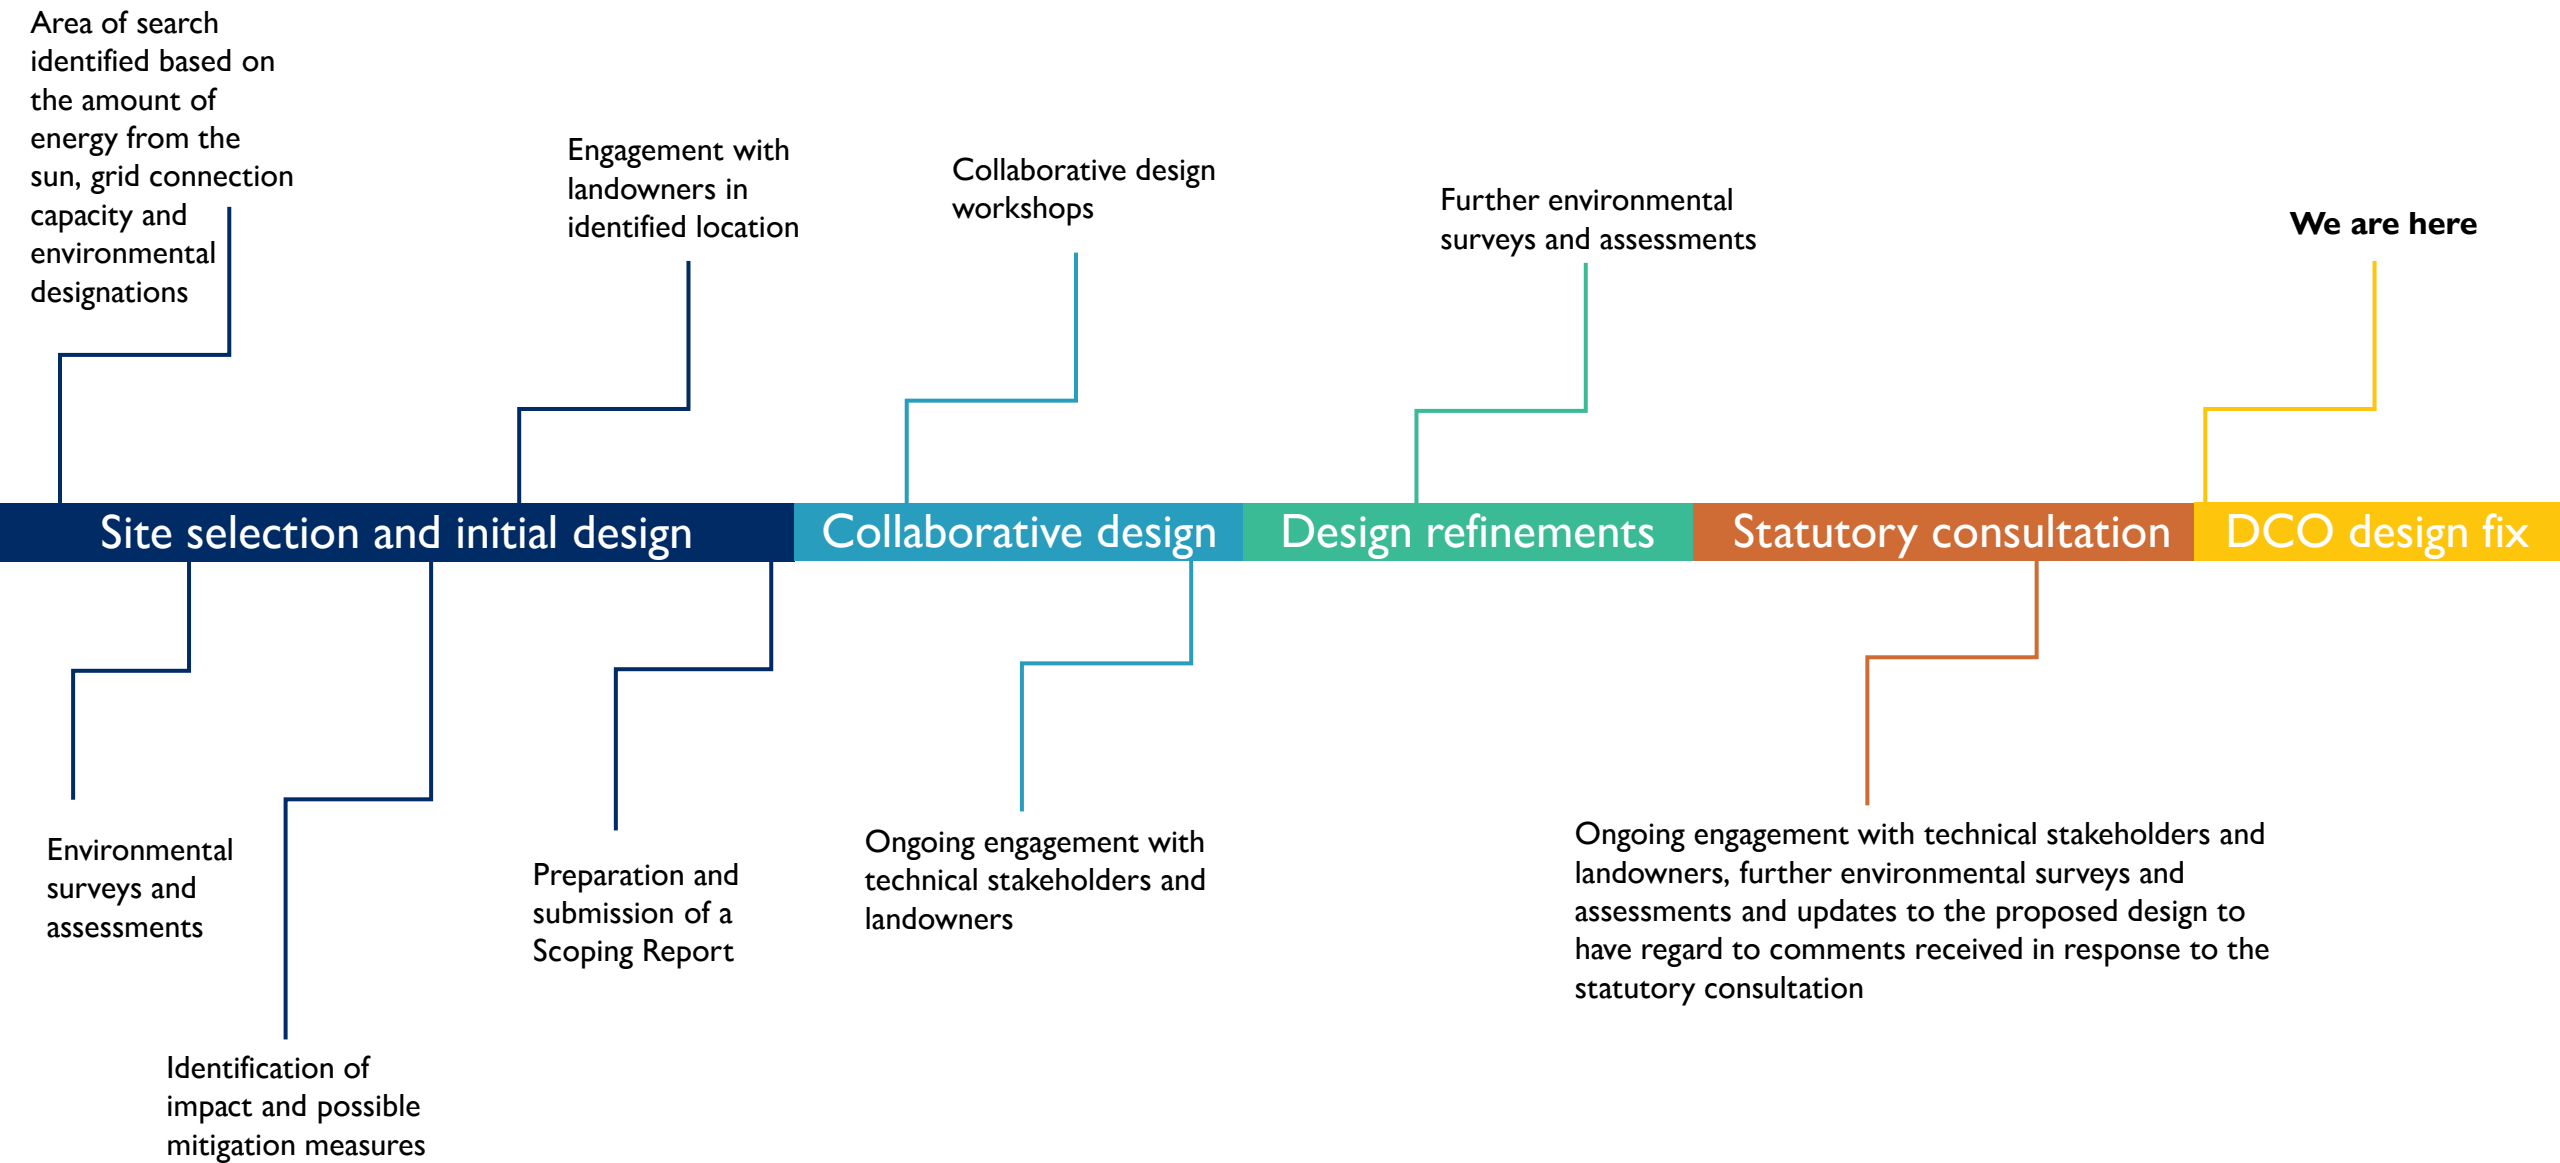 Area of search
identified based on
the amount of
energy from the
sun, grid connection
capacity and
environmental
designations
Engagement with
landowners in
identified location
Collaborative design
workshops
Further environmental
surveys and assessments
We are here
Site selection and initial design
Collaborative design
Design refinements
Statutory consultation
DCO design fix
Environmental
surveys and
assessments
Identification of
impact and possible
mitigation measures
Preparation and
submission of a
Scoping Report
Ongoing engagement with
technical stakeholders and
landowners
Ongoing engagement with technical stakeholders and
landowners, further environmental surveys and
assessments and updates to the proposed design to
have regard to comments received in response to the
statutory consultation